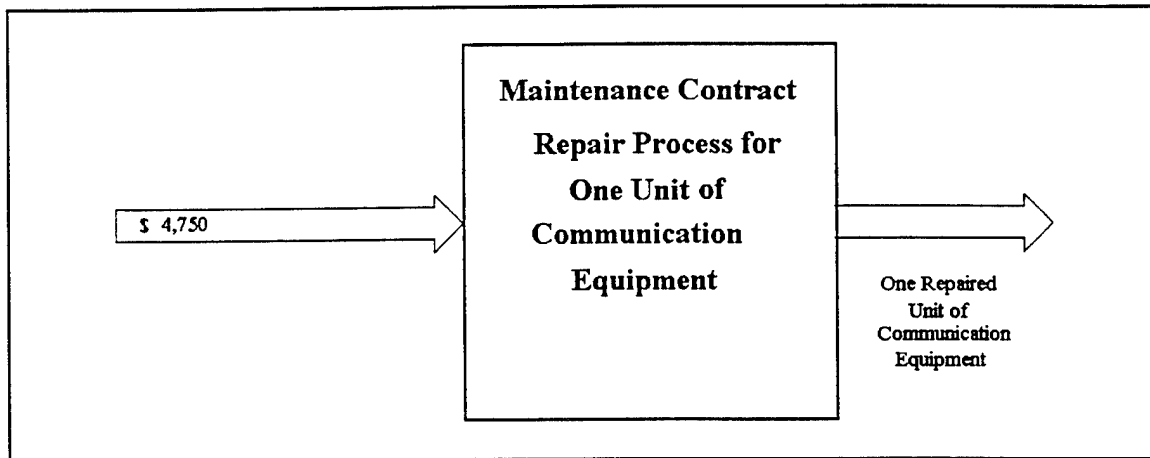 Maintenance Contract
Repair Process for
One Unit of
Communication
Equipment
$ 4,750
One Repaired
Unit of
Communication
Equipment